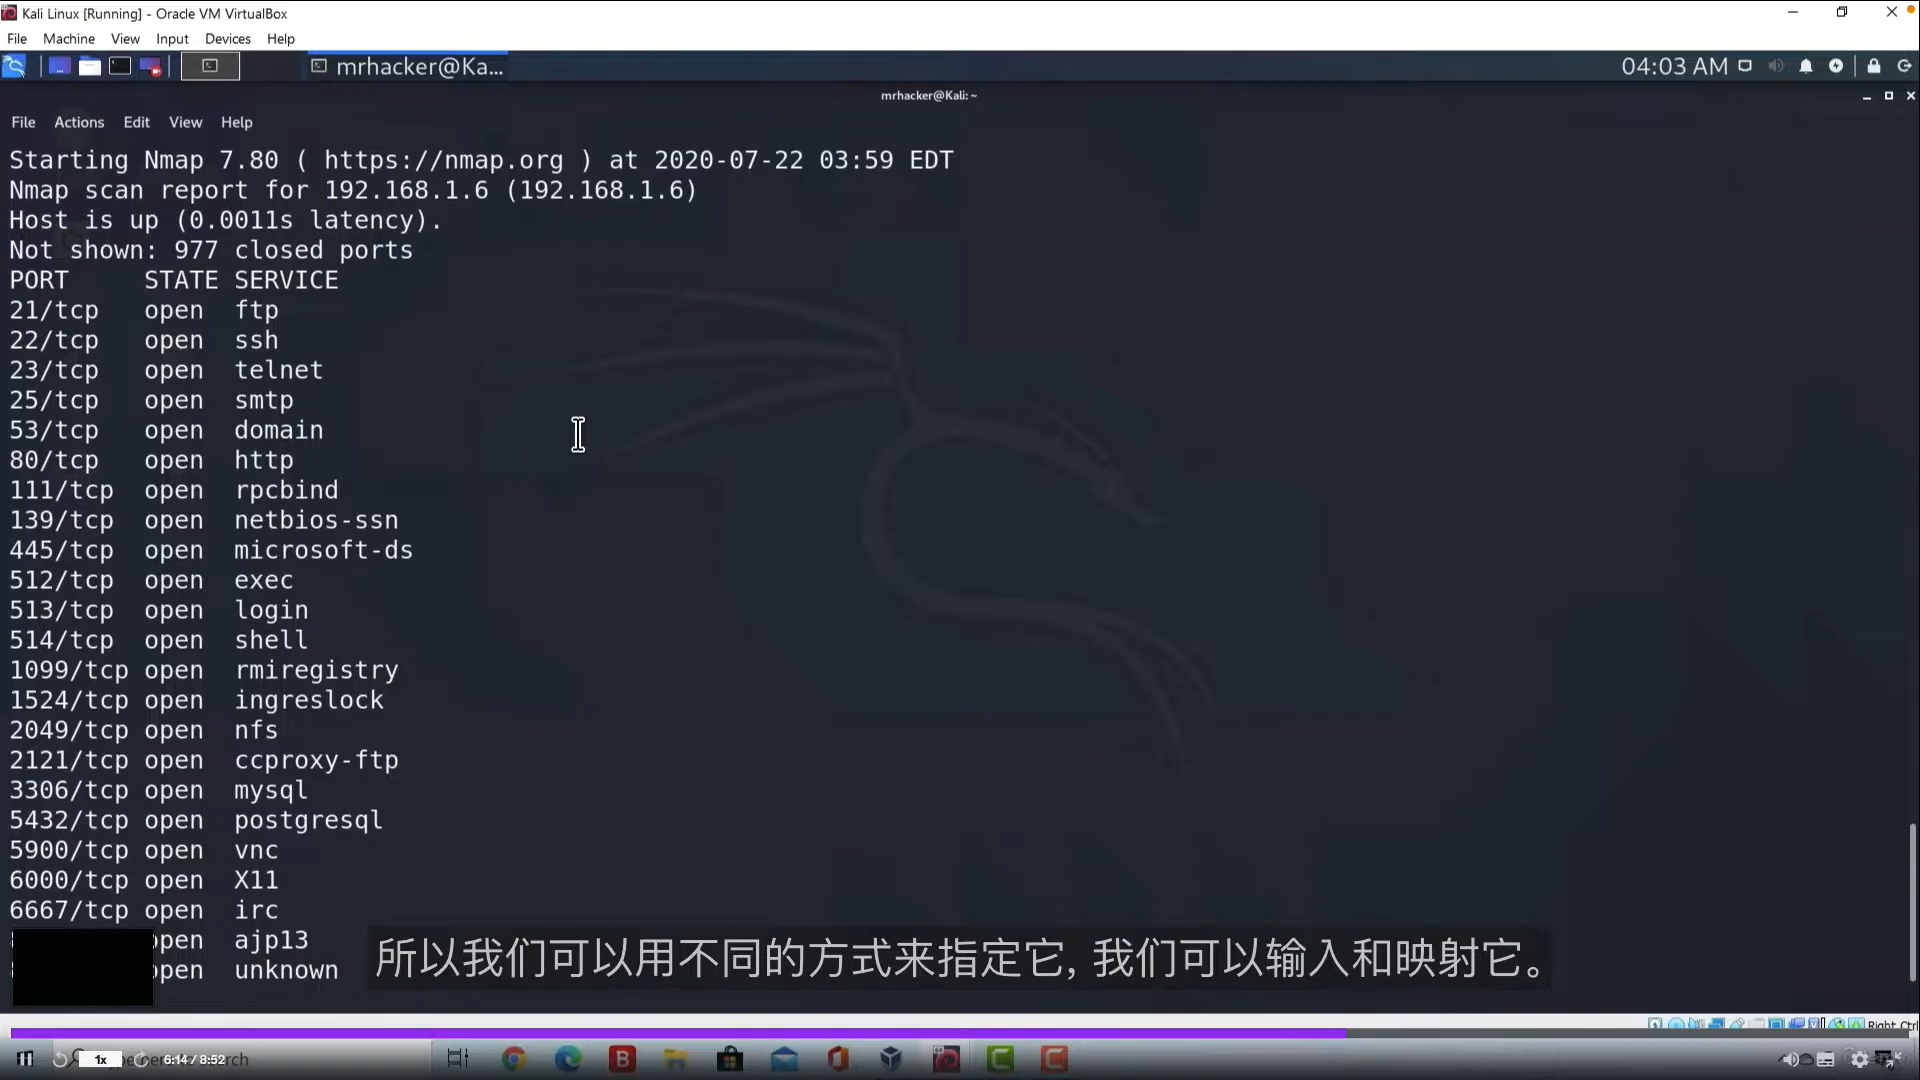 Kali Linux [Running] - Oracle VM VirtualBox
File Machine View Input Devices Help
mrhacker@Ka...
04:03 AM
mrhacker@Kali: ~
File Actions Edit View Help
Starting Nmap 7.80 ( https://nmap.org ) at 2020-07-22 03:59 EDT
Nmap scan report for 192.168.1.6 (192.168.1.6)
Host is up (0.0011s latency).
Not shown: 977 closed ports
PORT STATE SERVICE
21/tcp open ftp
22/tcp open ssh
23/tcp open telnet
25/tcp open smtp
53/tcp open domain
80/tcp open http
111/tcp open rpcbind
139/tcp open netbios-ssn
445/tcp open microsoft-ds
512/tcp open exec
513/tcp open login
514/tcp open shell
1099/tcp open rmiregistry
1524/tcp open ingreslock
2049/tcp open nfs
2121/tcp open ccproxy-ftp
3306/tcp open mysql
5432/tcp open postgresql
5900/tcp open vnc
6000/tcp open X11
6667/tcp open irc
open ajp13
open unknown
所以我们可以用不同的方式来指定它, 我们可以输入和映射它。
Right Ctrl
1x 6:14 / 8:52